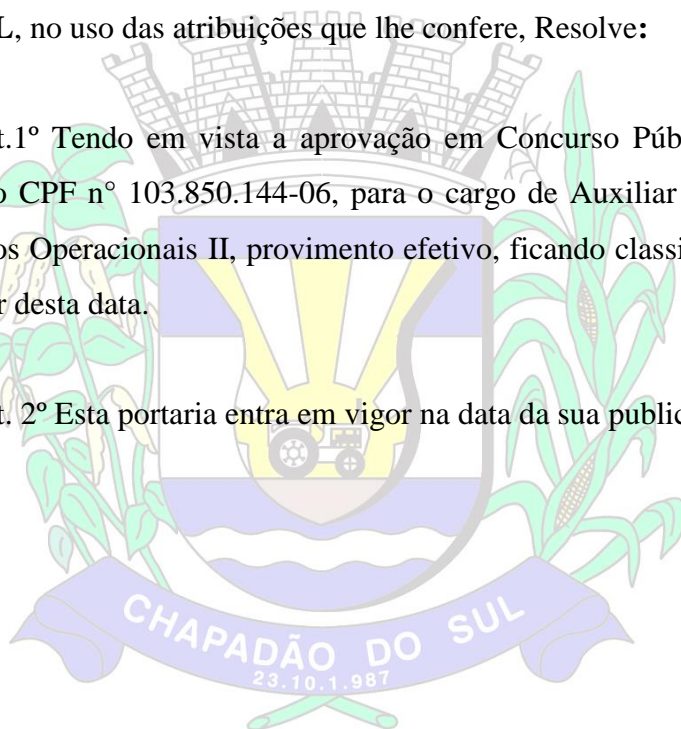 L, no uso das atribuições que lhe confere, Resolve:
t.1º Tendo em vista a aprovação em Concurso Púb
o CPF n° 103.850.144-06, para o cargo de Auxiliar
os Operacionais II, provimento efetivo, ficando classi
r desta data.
t. 2º Esta portaria entra em vigor na data da sua public
CHAPADÃO DO SUL
23.10.1.987